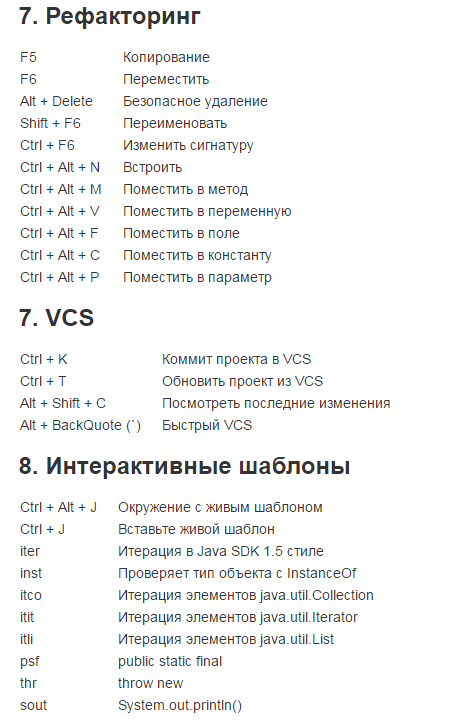 7. Рефакторинг
F5 Копирование
F6 Переместить
Alt + Delete Безопасное удаление
Shift + F6 Переименовать
Ctrl + F6 Изменить сигнатуру
Ctrl + Alt + N Встроить
Ctrl + Alt + M Поместить в метод
Ctrl + Alt + V Поместить в переменную
Ctrl + Alt + F Поместить в поле
Ctrl + Alt + C Поместить в константу
Ctrl + Alt + P Поместить в параметр
7. VCS
Ctrl + K Коммит проекта в VCS
Ctrl + T Обновить проект из VCS
Alt + Shift + C Посмотреть последние изменения
Alt + BackQuote (`) Быстрый VCS
8. Интерактивные шаблоны
Ctrl + Alt + J Окружение с живым шаблоном
Ctrl + J Вставьте живой шаблон
iter Итерация в Java SDK 1.5 стиле
inst Проверяет тип объекта с InstanceOf
itco Итерация элементов java.util.Collection
itit Итерация элементов java.util.Iterator
itli Итерация элементов java.util.List
psf public static final
thr throw new
sout System.out.println()